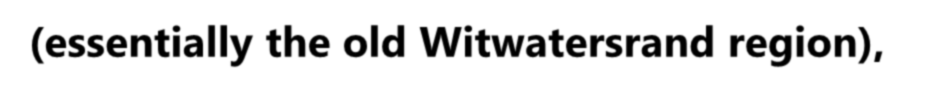 (essentially the old Witwatersrand region),